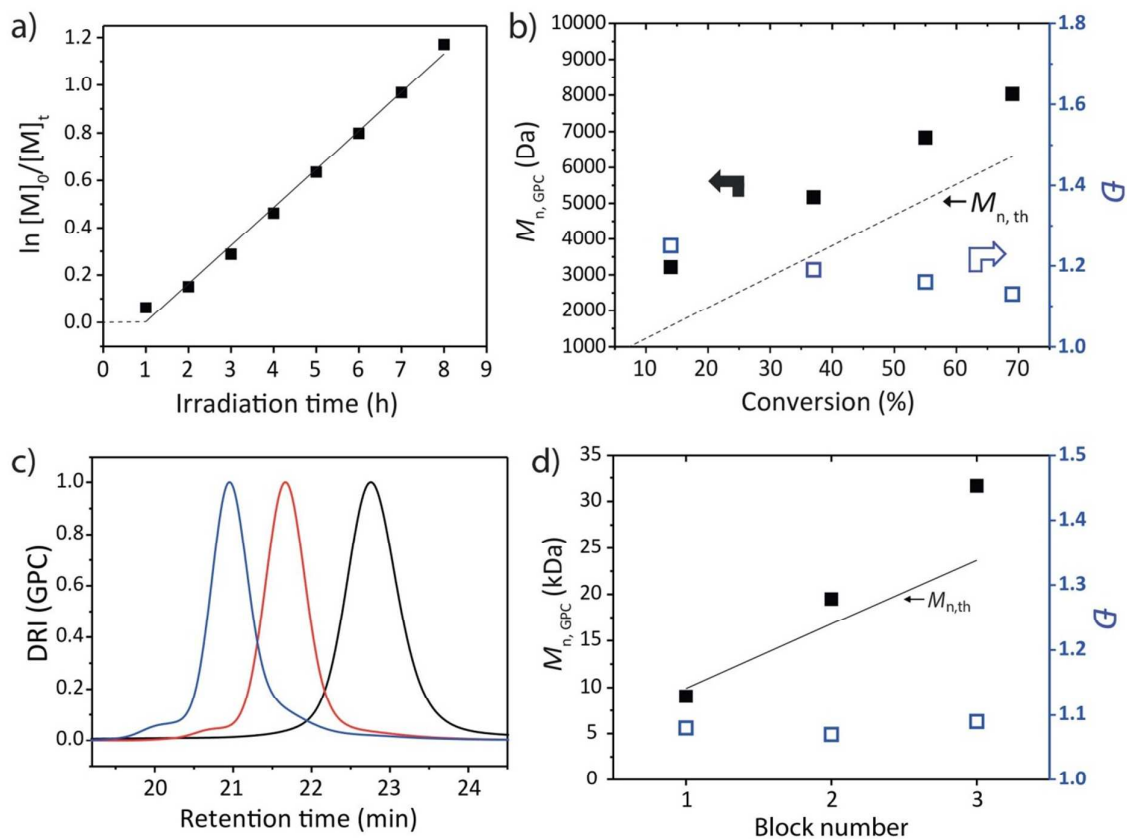 a)
ln [M]0/[M]t
1.2
1.0
0.8
0.6
0.4
0.2
0.0
0 1 2 3 4 5 6 7 8 9
Irradiation time (h)
b)
Mn, GPC (Da)
10000
9000
8000
7000
6000
5000
4000
3000
2000
1000
Mn, th
1.8
1.6
1.4
1.2
1.0
Đ
10 20 30 40 50 60 70
Conversion (%)
c)
DRI (GPC)
1.0
0.8
0.6
0.4
0.2
0.0
20 21 22 23 24
Retention time (min)
d)
Mn, GPC (kDa)
35
30
25
20
15
10
5
0
Mn,th
1.5
1.4
1.3
1.2
1.1
1.0
Đ
1 2 3
Block number